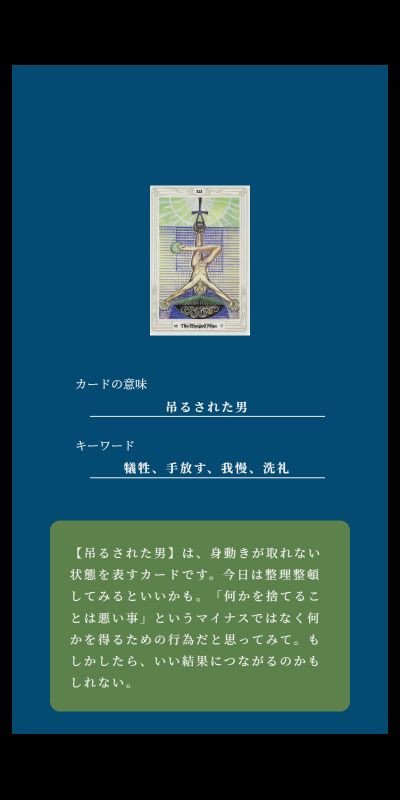 XII
The Hanged Man
カードの意味
吊るされた男
キーワード
犠牲、手放す、我慢、洗礼
【吊るされた男】は、身動きが取れない
状態を表すカードです。今日は整理整頓
してみるといいかも。「何かを捨てるこ
とは悪い事」というマイナスではなく何
かを得るための行為だと思ってみて。も
しかしたら、いい結果につながるのかも
しれない。